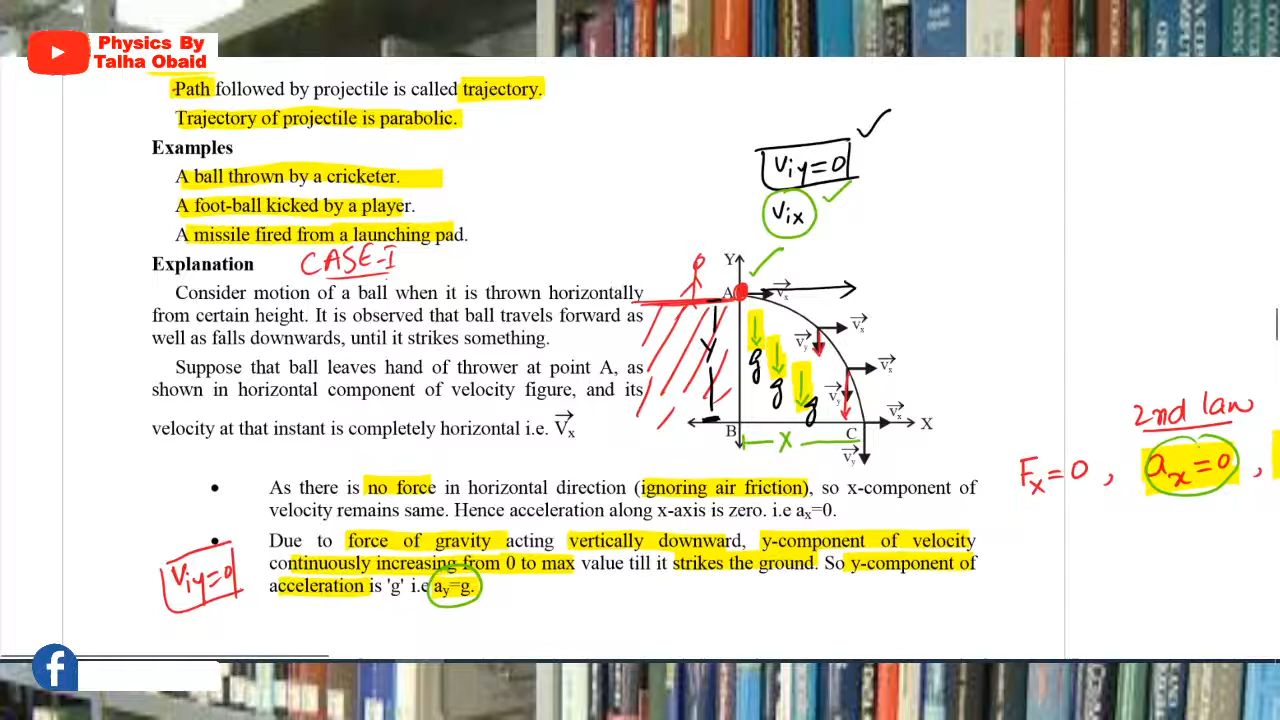 Physics By
Talha Obaid
Path followed by projectile is called trajectory.
Trajectory of projectile is parabolic.
Examples
A ball thrown by a cricketer.
A foot-ball kicked by a player.
A missile fired from a launching pad.
Viy=0
Vix
Explanation
CASE-I
Consider motion of a ball when it is thrown horizontally
from certain height. It is observed that ball travels forward as
well as falls downwards, until it strikes something.
Suppose that ball leaves hand of thrower at point A, as
shown in horizontal component of velocity figure, and its
velocity at that instant is completely horizontal i.e. V⃗x
Y
A
v⃗x
v⃗x
v⃗y
g
g
g
v⃗x
v⃗y
Y
v⃗x
B
X
C
X
v⃗y
2nd law
Fx=0 , ax=0 ,
As there is no force in horizontal direction (ignoring air friction), so x-component of
velocity remains same. Hence acceleration along x-axis is zero. i.e ax=0.
Due to force of gravity acting vertically downward, y-component of velocity
continuously increasing from 0 to max value till it strikes the ground. So y-component of
acceleration is 'g' i.e ay=g.
Viy=0
f